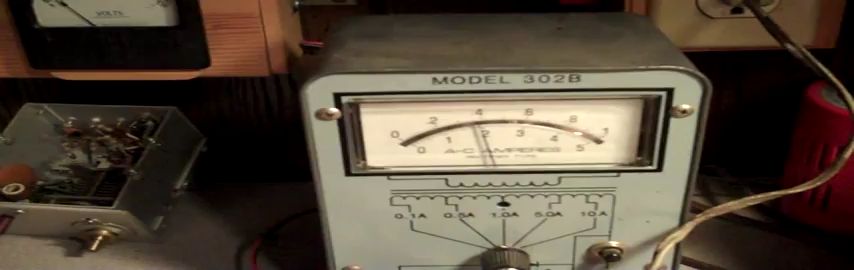 VOLTS
MODEL 302B
0 .2 .4 .6 .8 1
0 1 2 3 4 5
A-C AMPERES
0.1A 0.5A 1.0A 5.0A 10A